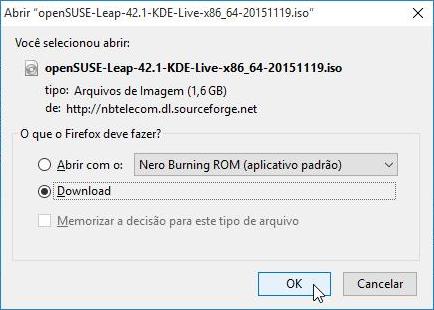 Abrir “openSUSE-Leap-42.1-KDE-Live-x86_64-20151119.iso”
Você selecionou abrir:
openSUSE-Leap-42.1-KDE-Live-x86_64-20151119.iso
tipo: Arquivos de Imagem (1,6GB)
de: http://nbtelecom.dl.sourceforge.net
O que o Firefox deve fazer?
Abrir com o: Nero Burning ROM (aplicativo padrão)
Download
Memorizar a decisão para este tipo de arquivo
OK Cancelar